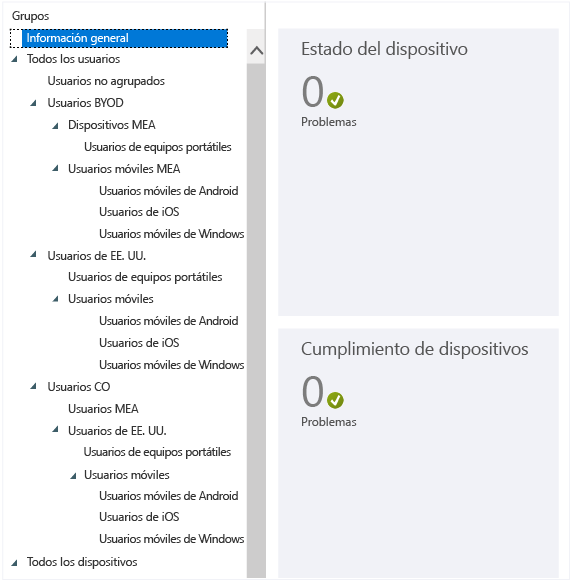 Grupos
Información general
Todos los usuarios
Usuarios no agrupados
Usuarios BYOD
Dispositivos MEA
Usuarios de equipos portátiles
Usuarios móviles MEA
Usuarios móviles de Android
Usuarios de iOS
Usuarios móviles de Windows
Usuarios de EE. UU.
Usuarios de equipos portátiles
Usuarios móviles
Usuarios móviles de Android
Usuarios de iOS
Usuarios móviles de Windows
Usuarios CO
Usuarios MEA
Usuarios de EE. UU.
Usuarios de equipos portátiles
Usuarios móviles
Usuarios móviles de Android
Usuarios de iOS
Usuarios móviles de Windows
Todos los dispositivos
Estado del dispositivo
0
Problemas
Cumplimiento de dispositivos
0
Problemas